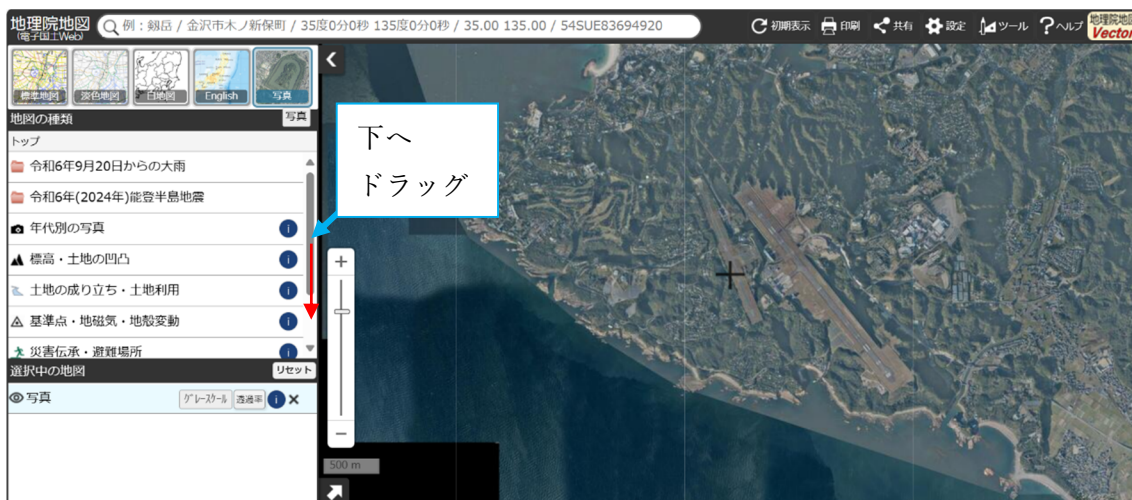 地理院地図
(電子国土Web)
例：剱岳 / 金沢市木ノ新保町 / 35度0分0秒 135度0分0秒 / 35.00 135.00 / 54SUE83694920
初期表示
印刷
共有
設定
ツール
ヘルプ
地理院地図
Vector
標準地図
淡色地図
白地図
English
写真
地図の種類
写真
トップ
令和6年9月20日からの大雨
令和6年(2024年)能登半島地震
年代別の写真
標高・土地の凹凸
土地の成り立ち・土地利用
基準点・地磁気・地殻変動
災害伝承・避難場所
選択中の地図
リセット
写真
グレースケール
透過率
下へ
ドラッグ
500 m